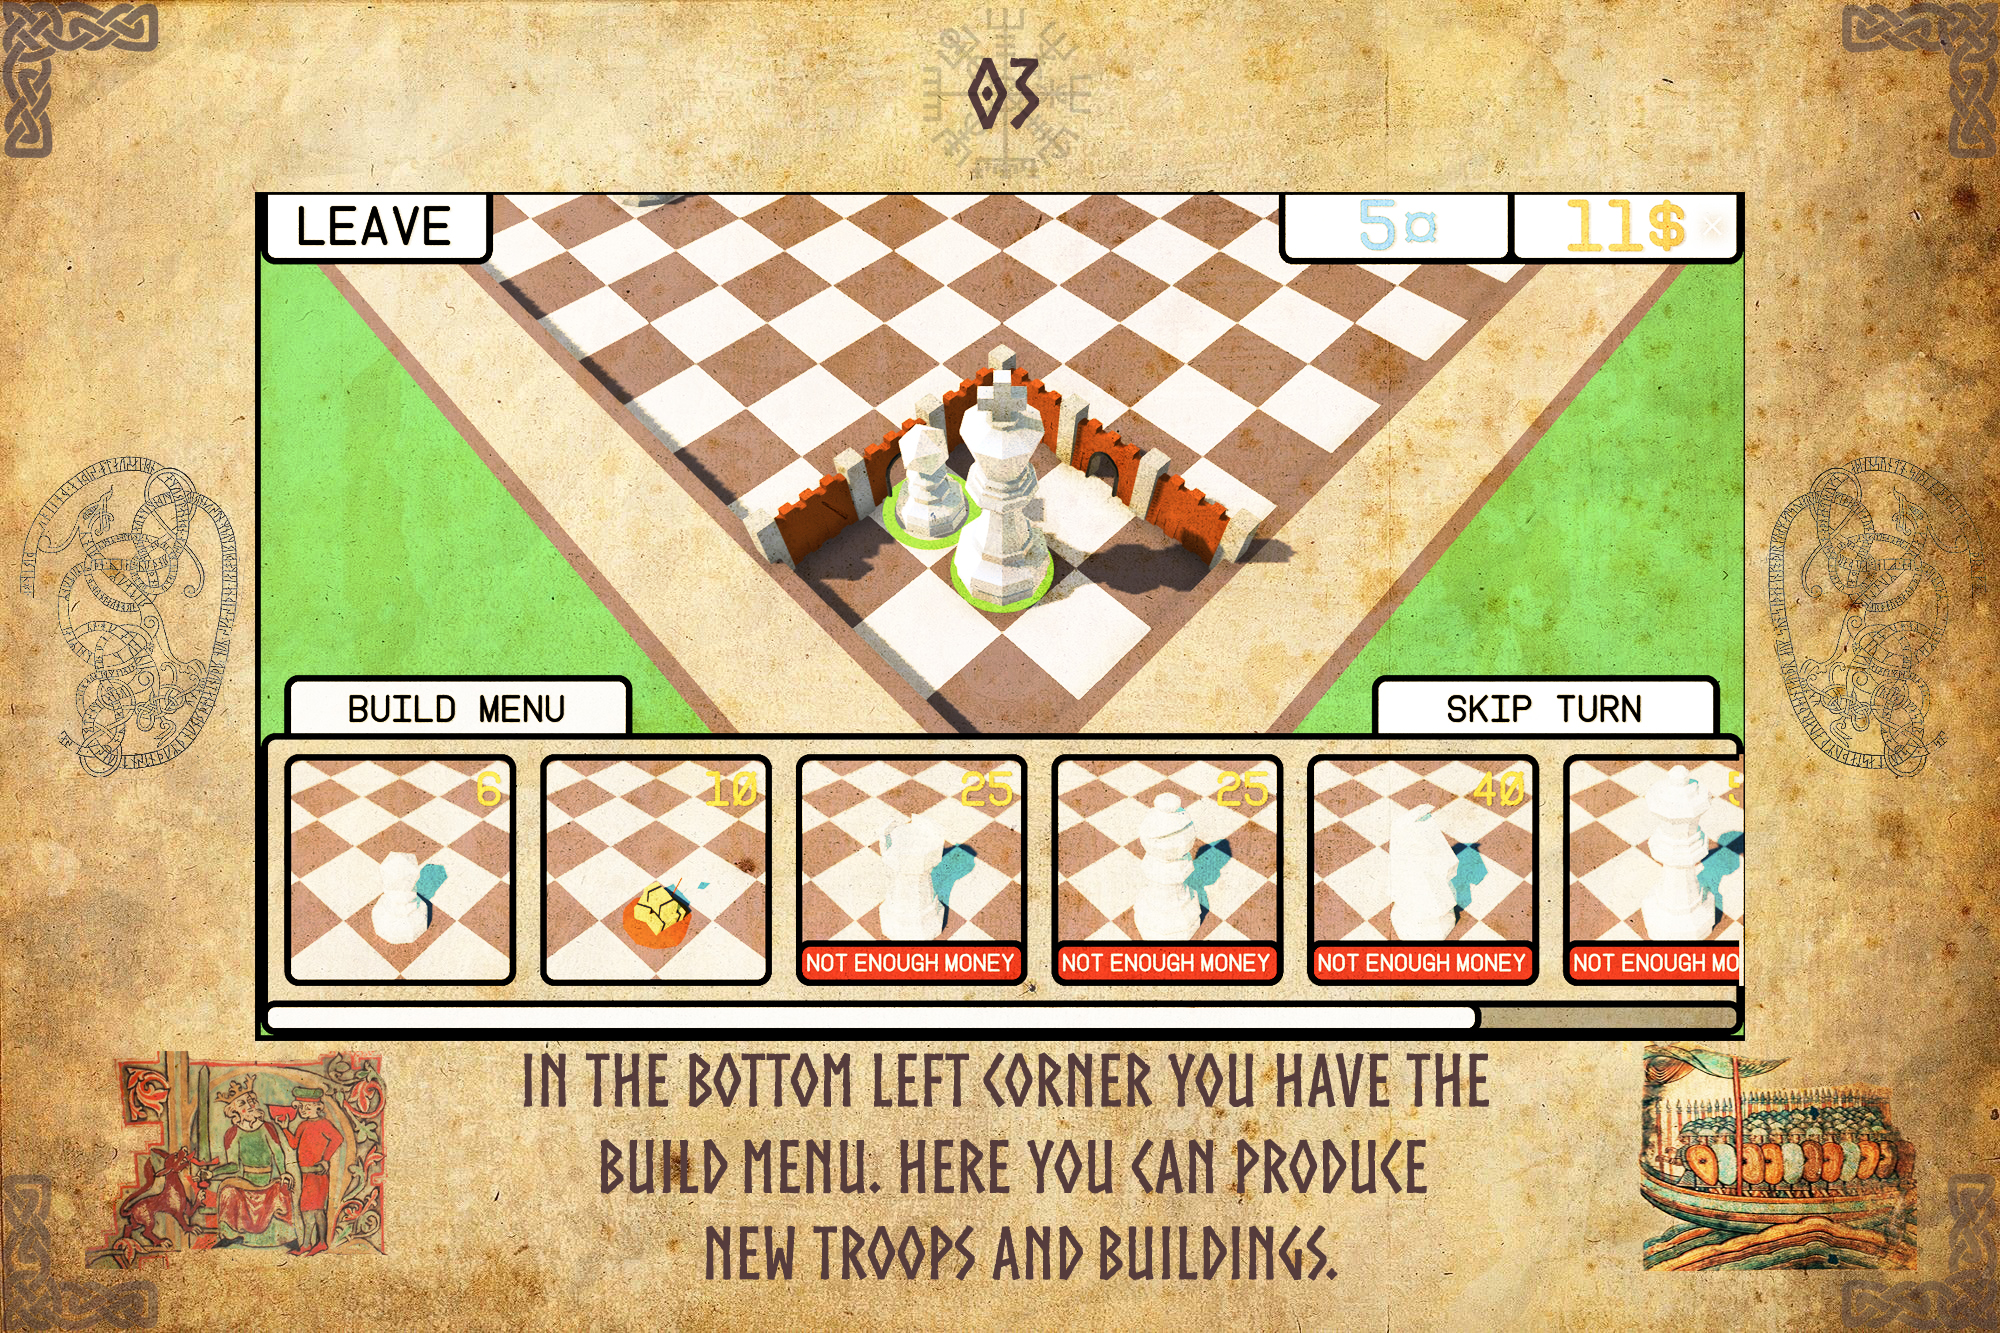 03
LEAVE
5¤
11$
BUILD MENU
SKIP TURN
6
10
25
25
40
NOT ENOUGH MONEY
NOT ENOUGH MONEY
NOT ENOUGH MONEY
NOT ENOUGH MO
IN THE BOTTOM LEFT CORNER YOU HAVE THE
BUILD MENU. HERE YOU CAN PRODUCE
NEW TROOPS AND BUILDINGS.